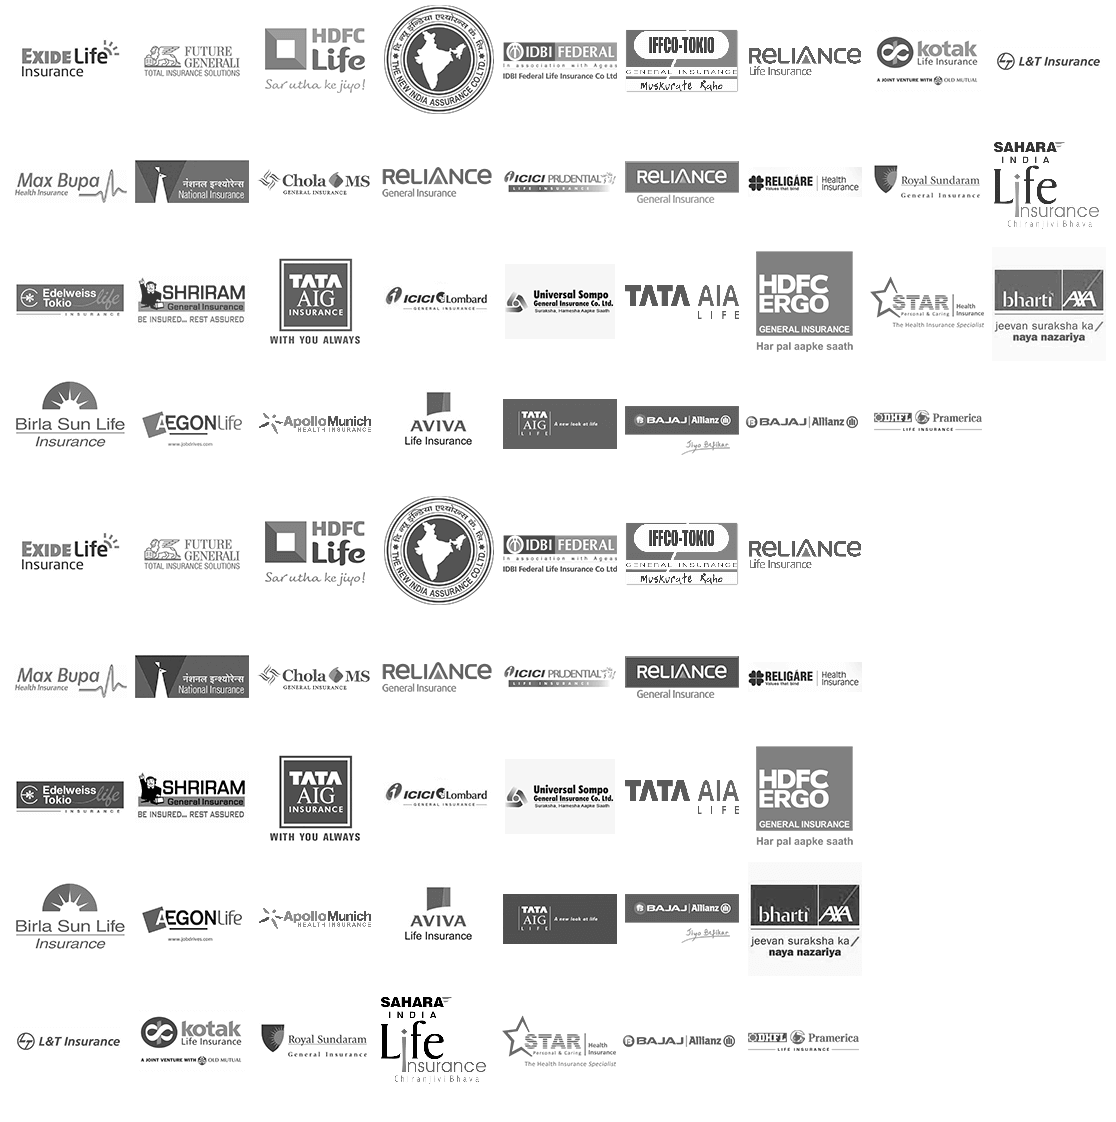 EXIDE Life
Insurance
FUTURE
GENERALI
TOTAL INSURANCE SOLUTIONS
HDFC
Life
Sar utha ke jiyo!
दि न्यू इन्डिया एश्योरन्स कं. लि.
THE NEW INDIA ASSURANCE CO.LTD.
IDBI FEDERAL
In association with Ageas
IDBI Federal Life Insurance Co Ltd
IFFCO-TOKIO
GENERAL INSURANCE
Muskurate Raho
RELIANCE
Life Insurance
kotak
Life Insurance
A JOINT VENTURE WITH OLD MUTUAL
L&T Insurance
Max Bupa
Health Insurance
नेशनल इन्श्योरेन्स
National Insurance
Chola MS
GENERAL INSURANCE
RELIANCE
General Insurance
ICICI PRUDENTIAL
LIFE INSURANCE
RELIANCE
General Insurance
RELIGARE Health
Values that bind Insurance
Royal Sundaram
General Insurance
SAHARA
INDIA
Life
insurance
Chiranjivi Bhava
Edelweiss life
Tokio
INSURANCE
SHRIRAM
General Insurance
BE INSURED... REST ASSURED
TATA
AIG
INSURANCE
WITH YOU ALWAYS
ICICI Lombard
GENERAL INSURANCE
Universal Sompo
General Insurance Co. Ltd.
Suraksha, Hamesha Aapke Saath
TATA AIA
LIFE
HDFC
ERGO
GENERAL INSURANCE
Har pal aapke saath
STAR Health
Personal & Caring Insurance
The Health Insurance Specialist
bharti AXA
jeevan suraksha ka
naya nazariya
Birla Sun Life
Insurance
AEGON Life
www.jobdrives.com
Apollo Munich
HEALTH INSURANCE
AVIVA
Life Insurance
TATA
AIG
LIFE
A new look at life
BAJAJ Allianz
Jiyo Befikar
BAJAJ Allianz
DHFL Pramerica
LIFE INSURANCE
EXIDE Life
Insurance
FUTURE
GENERALI
TOTAL INSURANCE SOLUTIONS
HDFC
Life
Sar utha ke jiyo!
दि न्यू इन्डिया एश्योरन्स कं. लि.
THE NEW INDIA ASSURANCE CO.LTD.
IDBI FEDERAL
In association with Ageas
IDBI Federal Life Insurance Co Ltd
IFFCO-TOKIO
GENERAL INSURANCE
Muskurate Raho
RELIANCE
Life Insurance
Max Bupa
Health Insurance
नेशनल इन्श्योरेन्स
National Insurance
Chola MS
GENERAL INSURANCE
RELIANCE
General Insurance
ICICI PRUDENTIAL
LIFE INSURANCE
RELIANCE
General Insurance
RELIGARE Health
Values that bind Insurance
Edelweiss life
Tokio
INSURANCE
SHRIRAM
General Insurance
BE INSURED... REST ASSURED
TATA
AIG
INSURANCE
WITH YOU ALWAYS
ICICI Lombard
GENERAL INSURANCE
Universal Sompo
General Insurance Co. Ltd.
Suraksha, Hamesha Aapke Saath
TATA AIA
LIFE
HDFC
ERGO
GENERAL INSURANCE
Har pal aapke saath
Birla Sun Life
Insurance
AEGON Life
www.jobdrives.com
Apollo Munich
HEALTH INSURANCE
AVIVA
Life Insurance
TATA
AIG
LIFE
A new look at life
BAJAJ Allianz
Jiyo Befikar
bharti AXA
jeevan suraksha ka
naya nazariya
L&T Insurance
kotak
Life Insurance
A JOINT VENTURE WITH OLD MUTUAL
Royal Sundaram
General Insurance
SAHARA
INDIA
Life
insurance
Chiranjivi Bhava
STAR Health
Personal & Caring Insurance
The Health Insurance Specialist
BAJAJ Allianz
DHFL Pramerica
LIFE INSURANCE